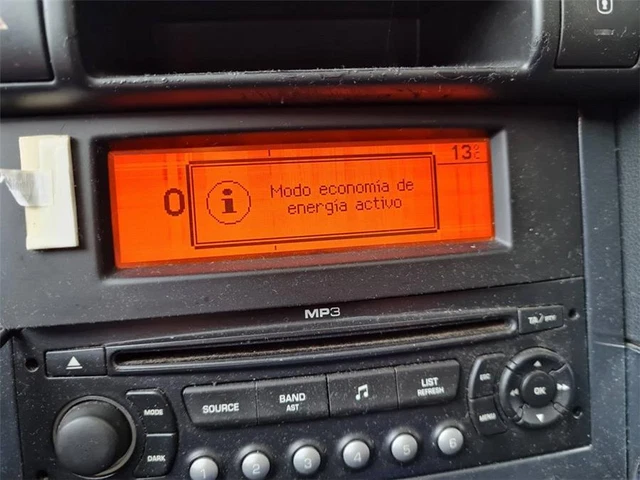 13
0
i
Modo economía de
energía activo
MP3
TA
SOURCE
BAND
AST
LIST
REFRESH
ESC
MENU
OK
MODE
DARK
1
2
3
4
5
6